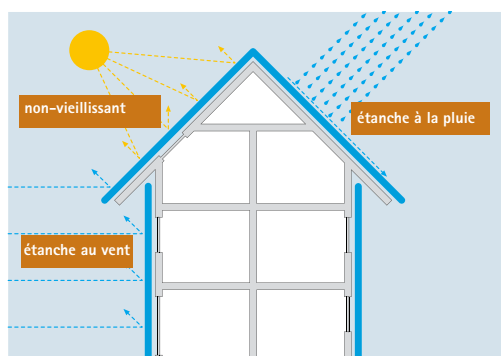 non-vieillissant
étanche à la pluie
étanche au vent